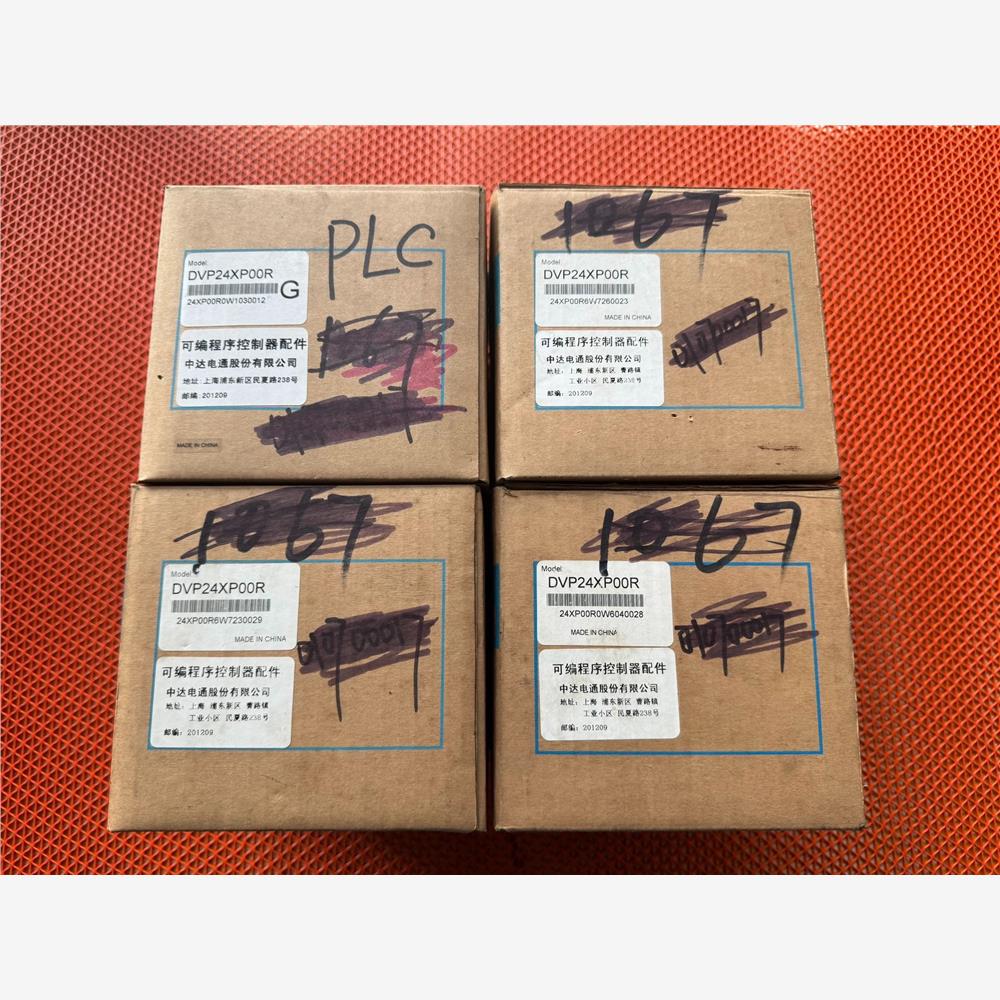 PLC
Model:
DVP24XP00R
G
24XP00R0W1030012
可编程序控制器配件
中达电通股份有限公司
地址:上海浦东新区民夏路238号
邮编:201209
MADE IN CHINA
1067
Model:
DVP24XP00R
24XP00R6W7260023
MADE IN CHINA
可编程序控制器配件
中达电通股份有限公司
地址: 上海 浦东新区 曹路镇
工业小区 民夏路238号
邮编: 201209
1067
Model:
DVP24XP00R
24XP00R6W7230029
MADE IN CHINA
可编程序控制器配件
中达电通股份有限公司
地址: 上海 浦东新区 曹路镇
工业小区 民夏路238号
邮编: 201209
1067
Model:
DVP24XP00R
24XP00R0W6040028
MADE IN CHINA
可编程序控制器配件
中达电通股份有限公司
地址: 上海 浦东新区 曹路镇
工业小区 民夏路238号
邮编: 201209